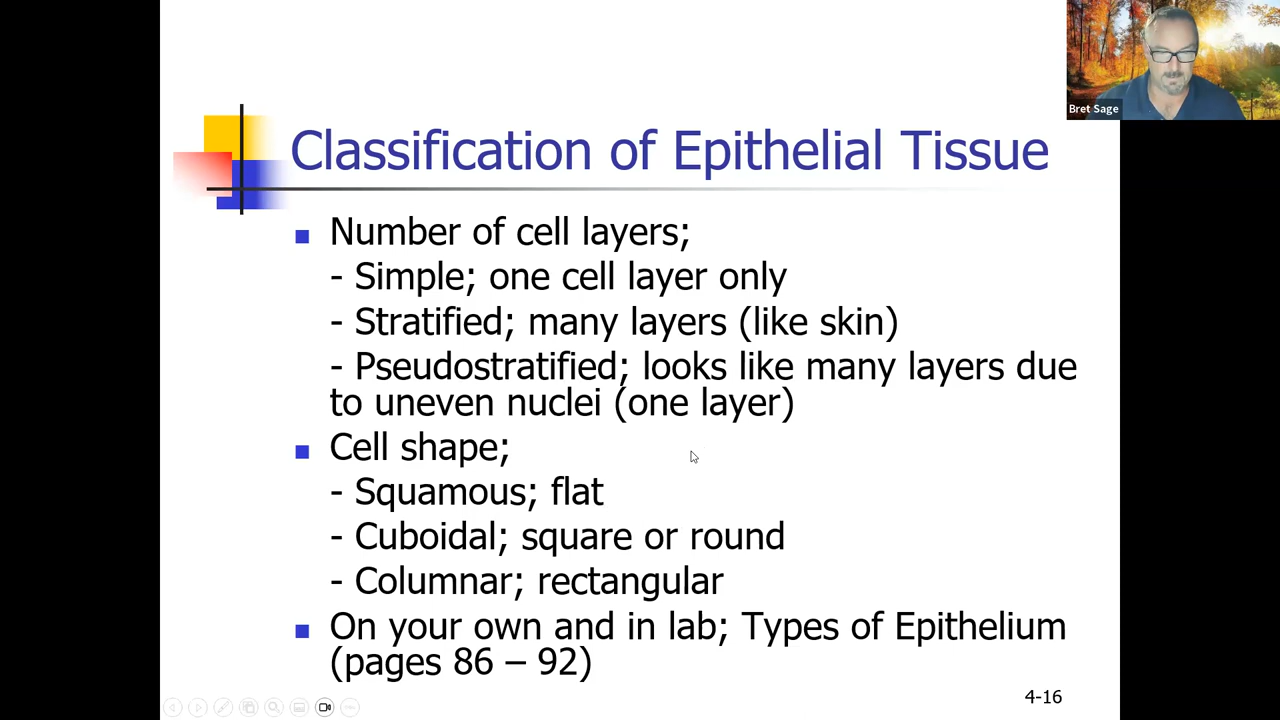 Bret Sage
Classification of Epithelial Tissue
Number of cell layers;
- Simple; one cell layer only
- Stratified; many layers (like skin)
- Pseudostratified; looks like many layers due
to uneven nuclei (one layer)
Cell shape;
- Squamous; flat
- Cuboidal; square or round
- Columnar; rectangular
On your own and in lab; Types of Epithelium
(pages 86 – 92)
4-16